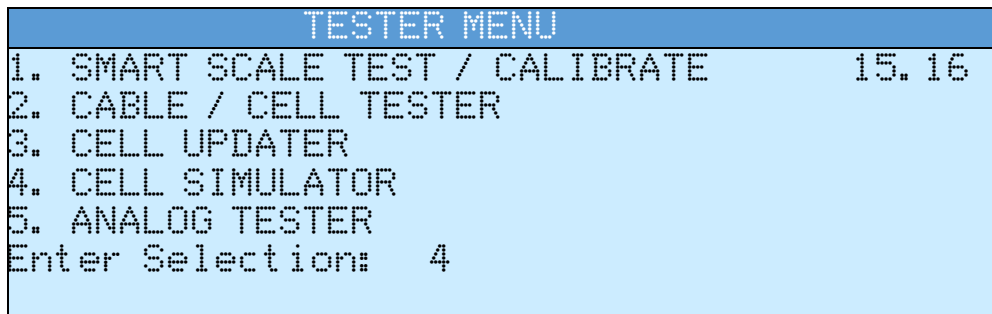 TESTER MENU
1. SMART SCALE TEST / CALIBRATE 15.16
2. CABLE / CELL TESTER
3. CELL UPDATER
4. CELL SIMULATOR
5. ANALOG TESTER
Enter Selection: 4